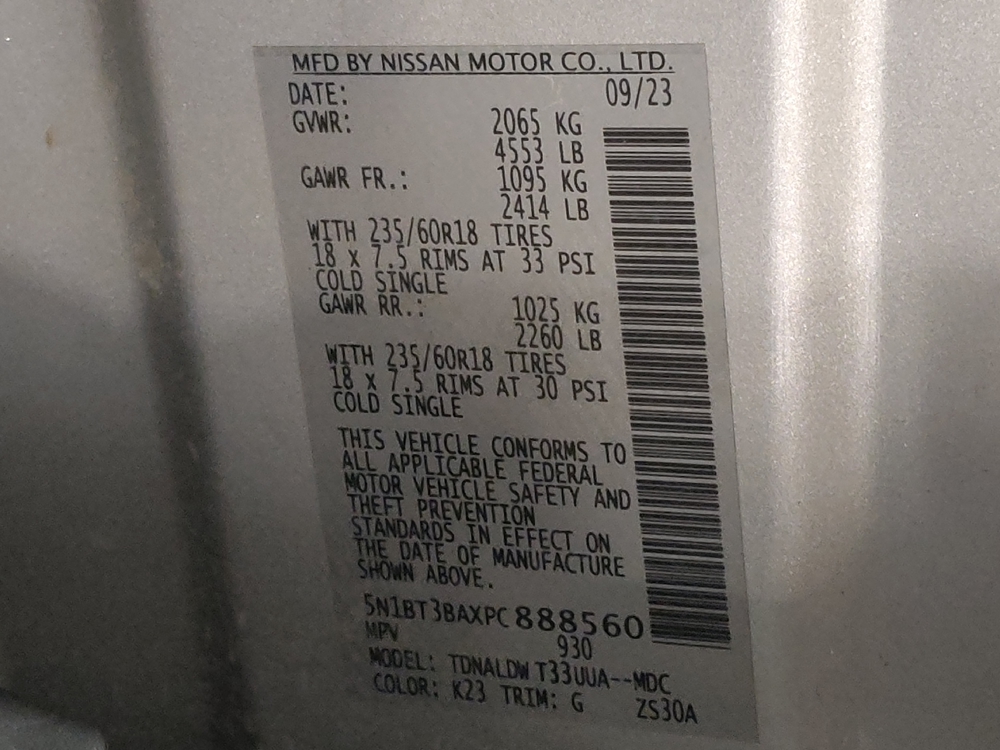 MFD BY NISSAN MOTOR CO., LTD.
DATE: 09/23
GVWR: 2065 KG
4553 LB
GAWR FR.: 1095 KG
2414 LB
WITH 235/60R18 TIRES
18 x 7.5 RIMS AT 33 PSI
COLD SINGLE
GAWR RR.: 1025 KG
2260 LB
WITH 235/60R18 TIRES
18 x 7.5 RIMS AT 30 PSI
COLD SINGLE
THIS VEHICLE CONFORMS TO
ALL APPLICABLE FEDERAL
MOTOR VEHICLE SAFETY AND
THEFT PREVENTION
STANDARDS IN EFFECT ON
THE DATE OF MANUFACTURE
SHOWN ABOVE.
5N1BT3BAXPC888560
MPV 930
MODEL: TDNALDW T33UUA--MDC
COLOR: K23 TRIM: G ZS30A